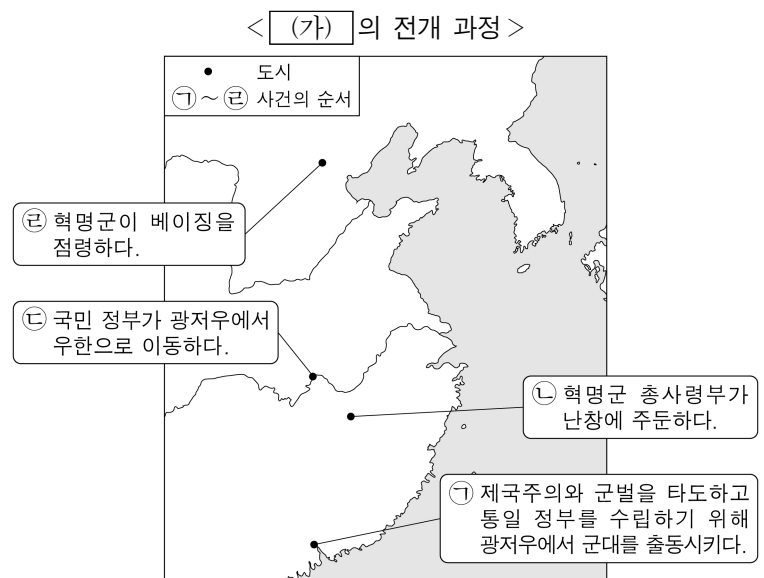 < (가) 의 전개 과정 >
● 도시
㉠～㉣ 사건의 순서
㉣ 혁명군이 베이징을
점령하다.
㉢ 국민 정부가 광저우에서
우한으로 이동하다.
㉡ 혁명군 총사령부가
난창에 주둔하다.
㉠ 제국주의와 군벌을 타도하고
통일 정부를 수립하기 위해
광저우에서 군대를 출동시키다.